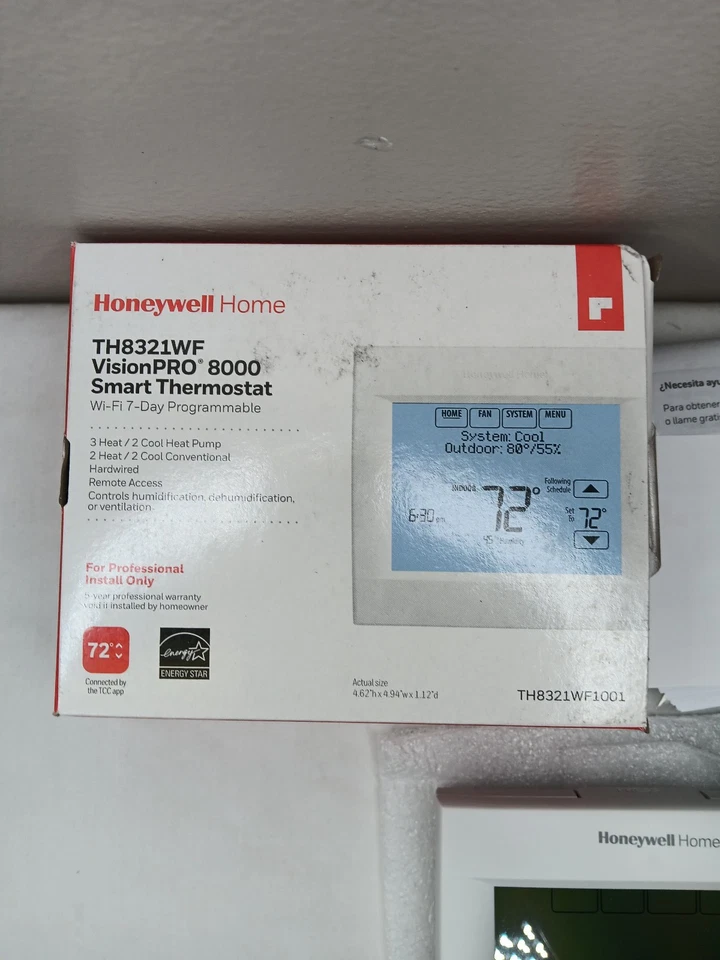 Honeywell Home
TH8321WF
VisionPRO® 8000
Smart Thermostat
Wi-Fi 7-Day Programmable
3 Heat / 2 Cool Heat Pump
2 Heat / 2 Cool Conventional
Hardwired
Remote Access
Controls humidification, dehumidification,
or ventilation
For Professional
Install Only
5-year professional warranty
void if installed by homeowner
72°
Connected by
the TCC app
energy
ENERGY STAR
HOME FAN SYSTEM MENU
System: Cool
Outdoor: 80°/55%
INDOOR
72°
Following
Schedule
6:30
Set
To
72°
45
Actual size
4.62"h x 4.94"w x 1.12"d
TH8321WF1001
¿Necesita
Para obtener
o llame
Honeywell Home